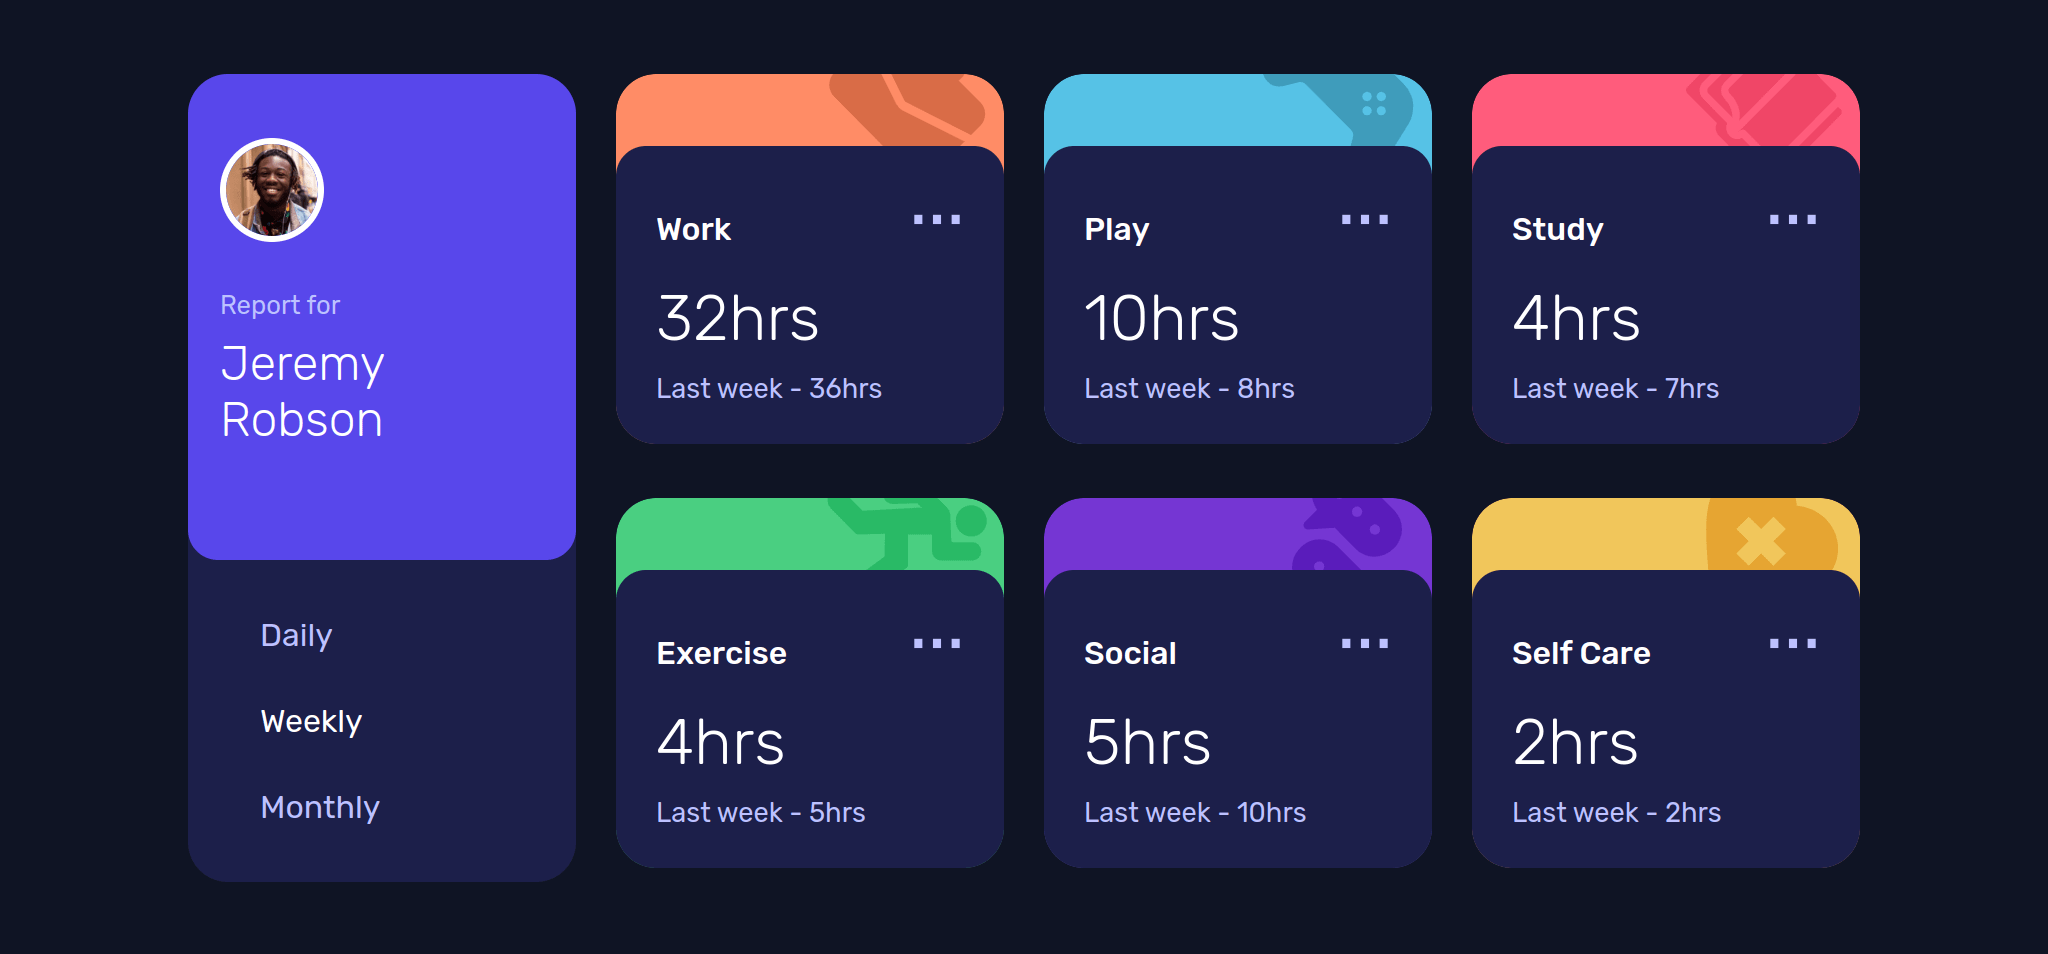 Report for
Jeremy
Robson
Daily
Weekly
Monthly
Work
32hrs
Last week - 36hrs
Play
10hrs
Last week - 8hrs
Study
4hrs
Last week - 7hrs
Exercise
4hrs
Last week - 5hrs
Social
5hrs
Last week - 10hrs
Self Care
2hrs
Last week - 2hrs